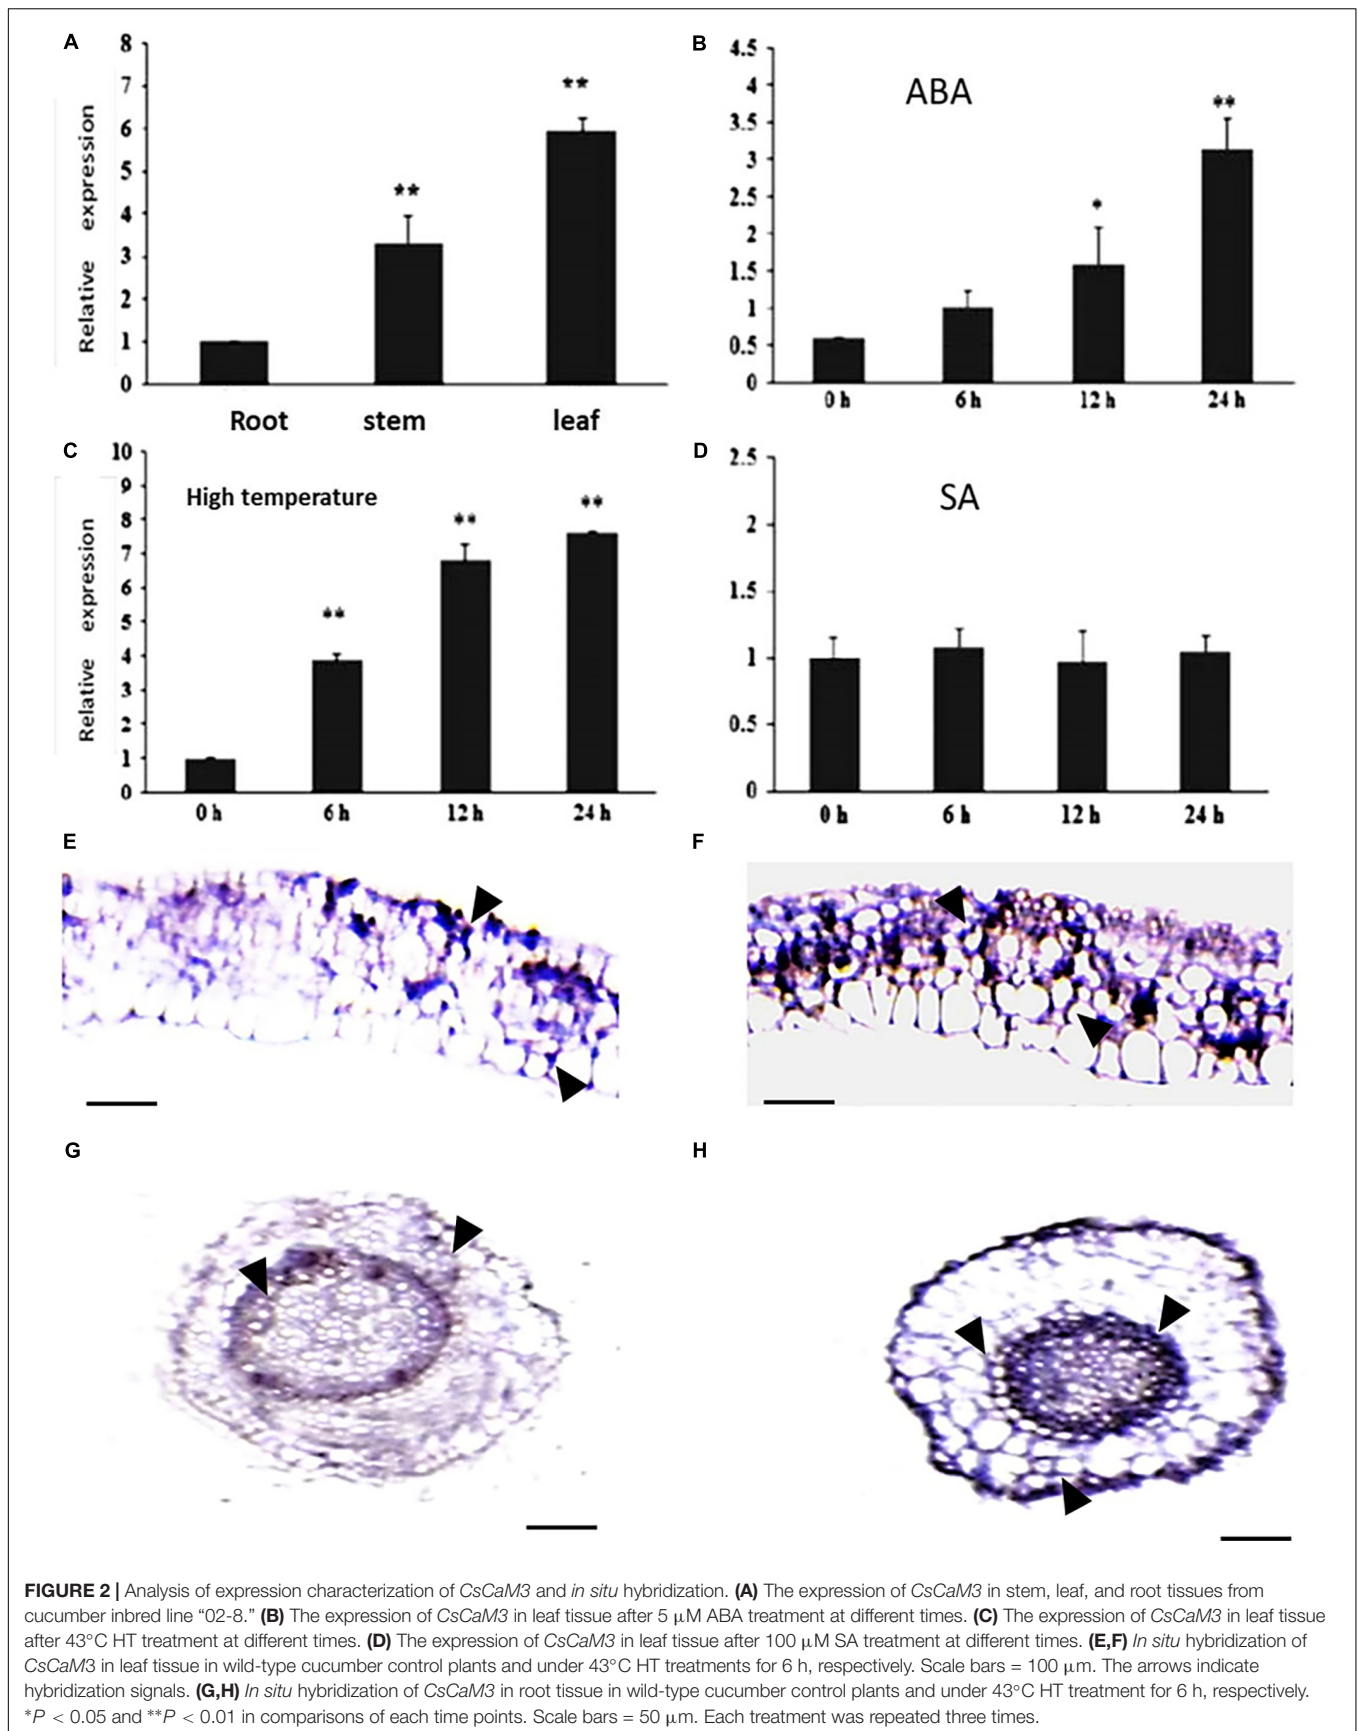 A
8
7
6
5
4
3
2
1
0
Relative expression
**
**
Root stem leaf
B
4.5
4
3.5
3
2.5
2
1.5
1
0.5
0
ABA
*
**
0 h 6 h 12 h 24 h
C
10
9
8
7
6
5
4
3
2
1
0
Relative expression
High temperature
**
**
**
0 h 6 h 12 h 24 h
D
2.5
2
1.5
1
0.5
0
SA
0 h 6 h 12 h 24 h
E
F
G
H
FIGURE 2 | Analysis of expression characterization of CsCaM3 and in situ hybridization. (A) The expression of CsCaM3 in stem, leaf, and root tissues from
cucumber inbred line “02-8.” (B) The expression of CsCaM3 in leaf tissue after 5 μM ABA treatment at different times. (C) The expression of CsCaM3 in leaf tissue
after 43°C HT treatment at different times. (D) The expression of CsCaM3 in leaf tissue after 100 μM SA treatment at different times. (E,F) In situ hybridization of
CsCaM3 in leaf tissue in wild-type cucumber control plants and under 43°C HT treatments for 6 h, respectively. Scale bars = 100 μm. The arrows indicate
hybridization signals. (G,H) In situ hybridization of CsCaM3 in root tissue in wild-type cucumber control plants and under 43°C HT treatment for 6 h, respectively.
*P < 0.05 and **P < 0.01 in comparisons of each time points. Scale bars = 50 μm. Each treatment was repeated three times.